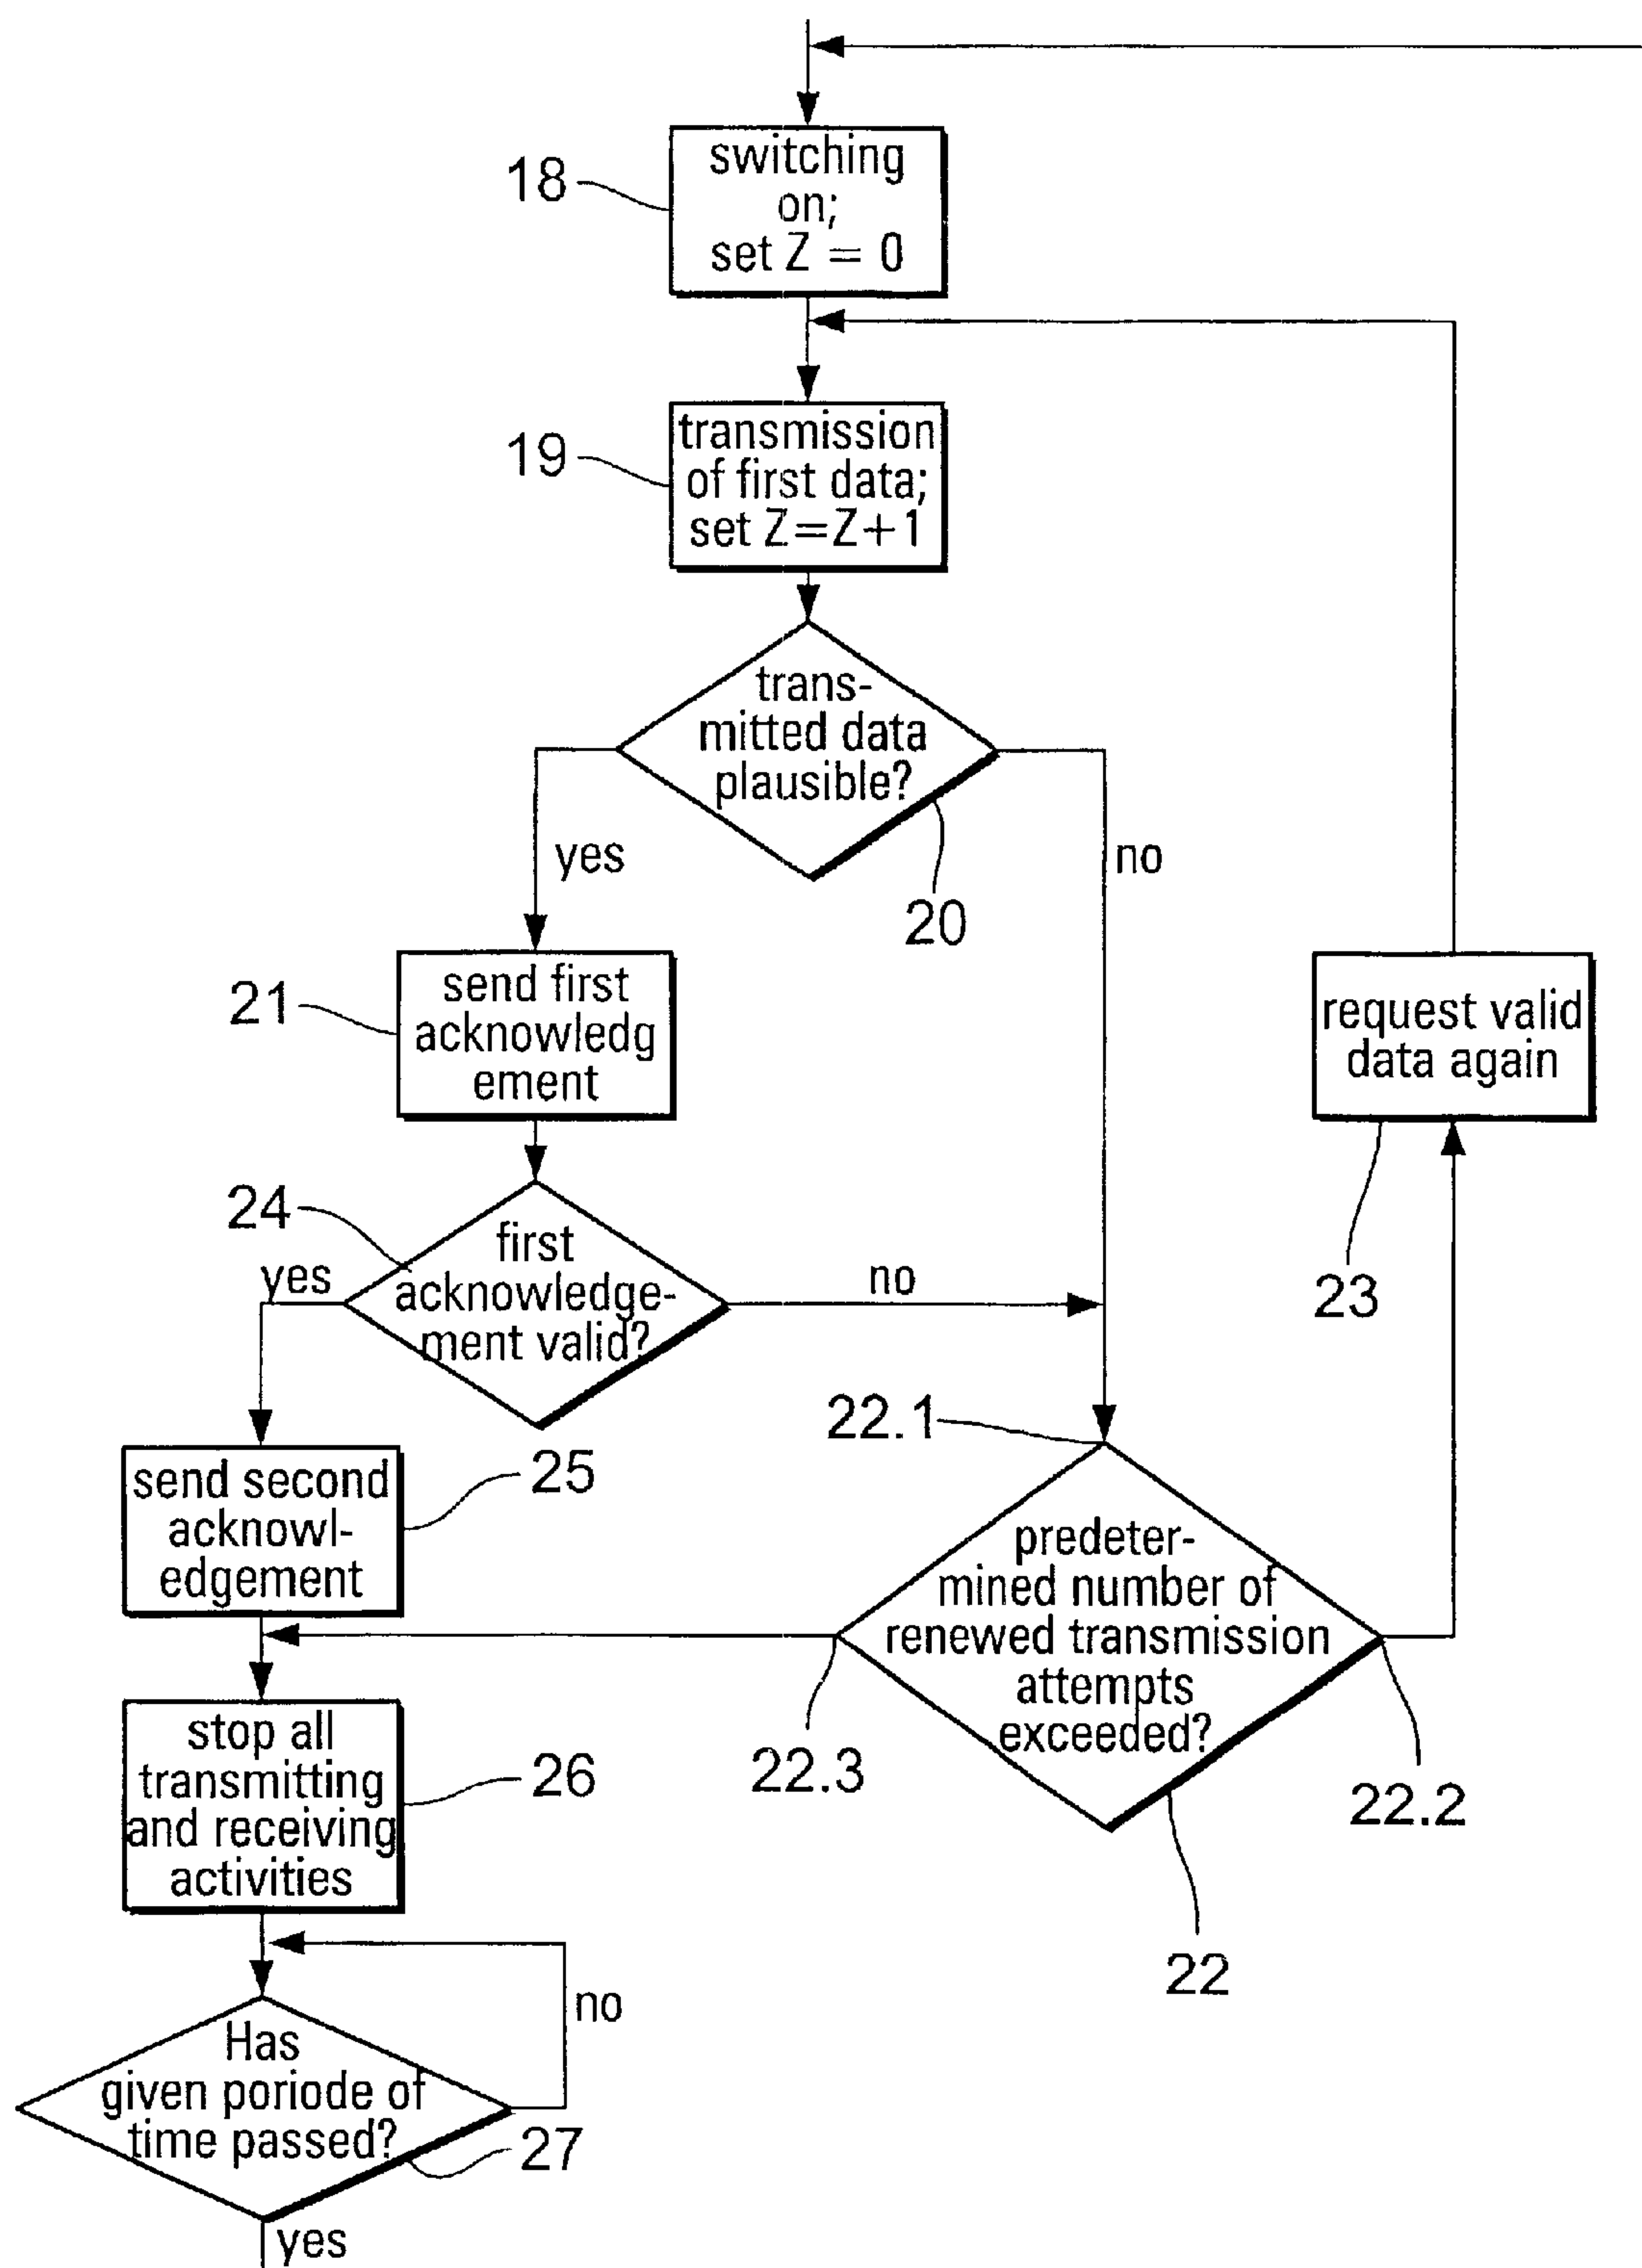 18
switching
on;
set Z = 0
19
transmission
of first data;
set Z=Z+1
trans-
mitted data
plausible?
yes
no
20
21
send first
acknowledg
ement
request valid
data again
24
first
acknowledge-
ment valid?
yes
no
23
22.1
send second
acknowl-
edgement
25
predeter-
mined number of
renewed transmission
attempts
exceeded?
stop all
transmitting
and receiving
activities
26
22.3
22.2
22
no
Has
given poriode of
time passed?
27
yes